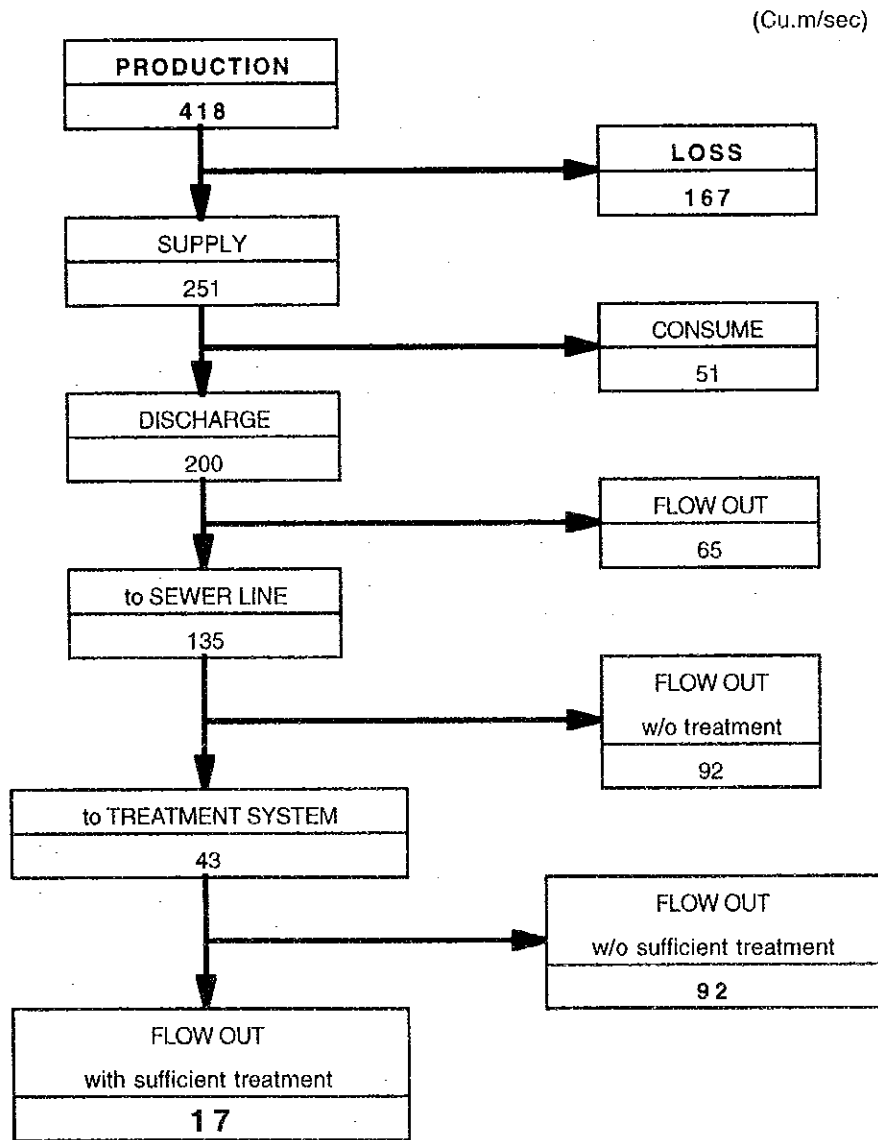 (Cu.m/sec)
PRODUCTION
418
LOSS
167
SUPPLY
251
CONSUME
51
DISCHARGE
200
FLOW OUT
65
to SEWER LINE
135
FLOW OUT
w/o treatment
92
to TREATMENT SYSTEM
43
FLOW OUT
w/o sufficient treatment
92
FLOW OUT
with sufficient treatment
17